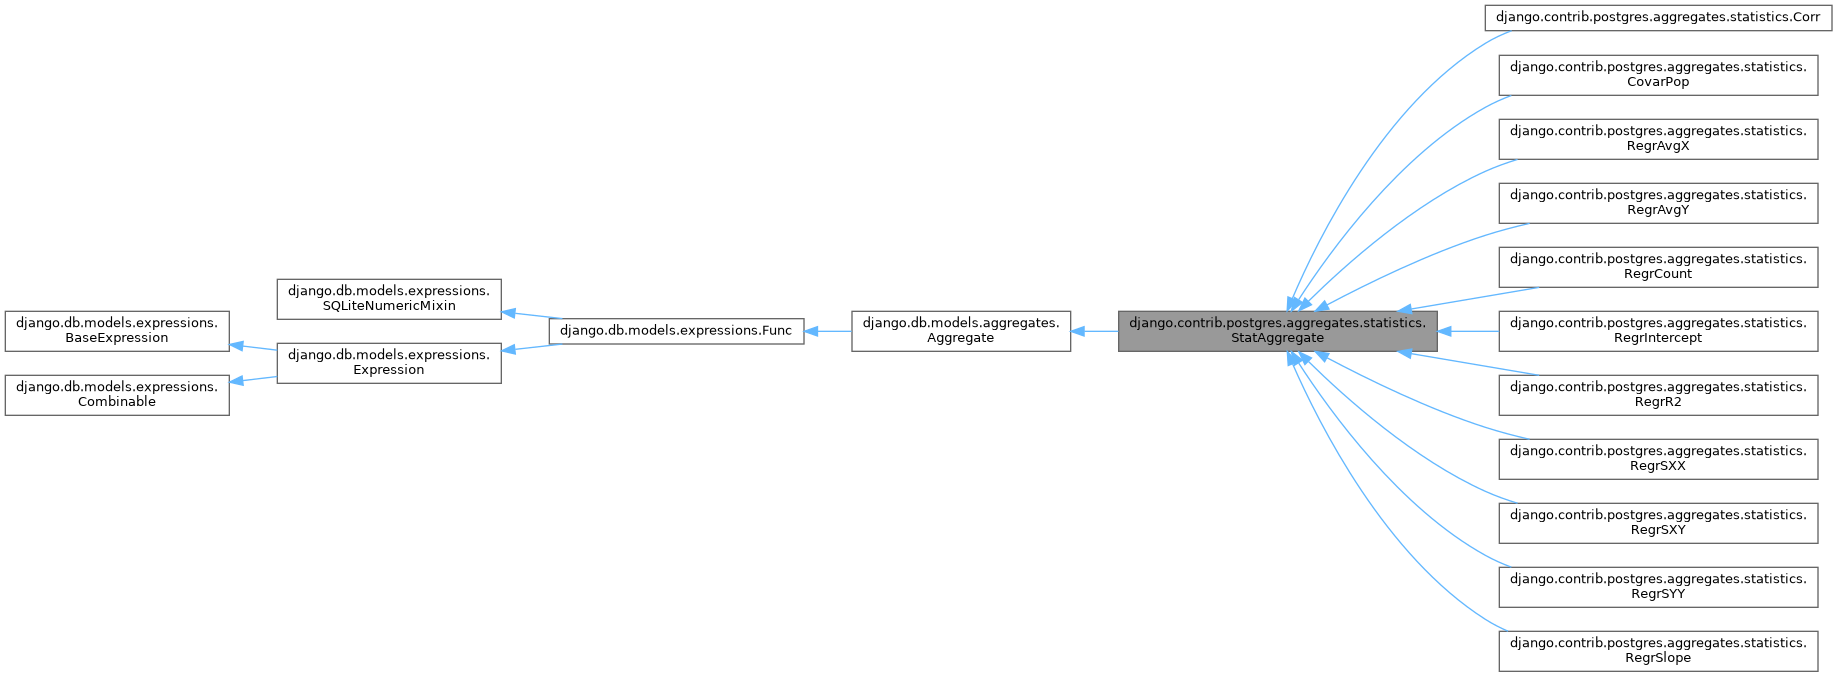 django.db.models.expressions.
BaseExpression
django.db.models.expressions.
Combinable
django.db.models.expressions.
SQLiteNumericMixin
django.db.models.expressions.
Expression
django.db.models.expressions.Func
django.db.models.aggregates.
Aggregate
django.contrib.postgres.aggregates.statistics.
StatAggregate
django.contrib.postgres.aggregates.statistics.Corr
django.contrib.postgres.aggregates.statistics.
CovarPop
django.contrib.postgres.aggregates.statistics.
RegrAvgX
django.contrib.postgres.aggregates.statistics.
RegrAvgY
django.contrib.postgres.aggregates.statistics.
RegrCount
django.contrib.postgres.aggregates.statistics.
RegrIntercept
django.contrib.postgres.aggregates.statistics.
RegrR2
django.contrib.postgres.aggregates.statistics.
RegrSXX
django.contrib.postgres.aggregates.statistics.
RegrSXY
django.contrib.postgres.aggregates.statistics.
RegrSYY
django.contrib.postgres.aggregates.statistics.
RegrSlope